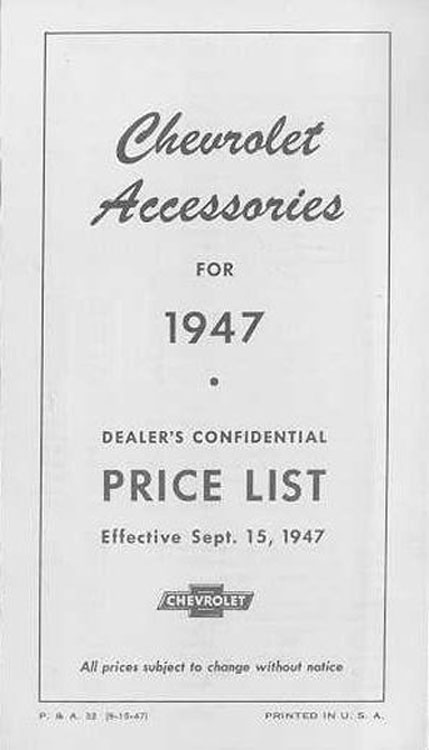 Chevrolet
Accessories
FOR
1947
•
DEALER'S CONFIDENTIAL
PRICE LIST
Effective Sept. 15, 1947
CHEVROLET
All prices subject to change without notice
P. & A. 32 (9-15-47) PRINTED IN U. S. A.